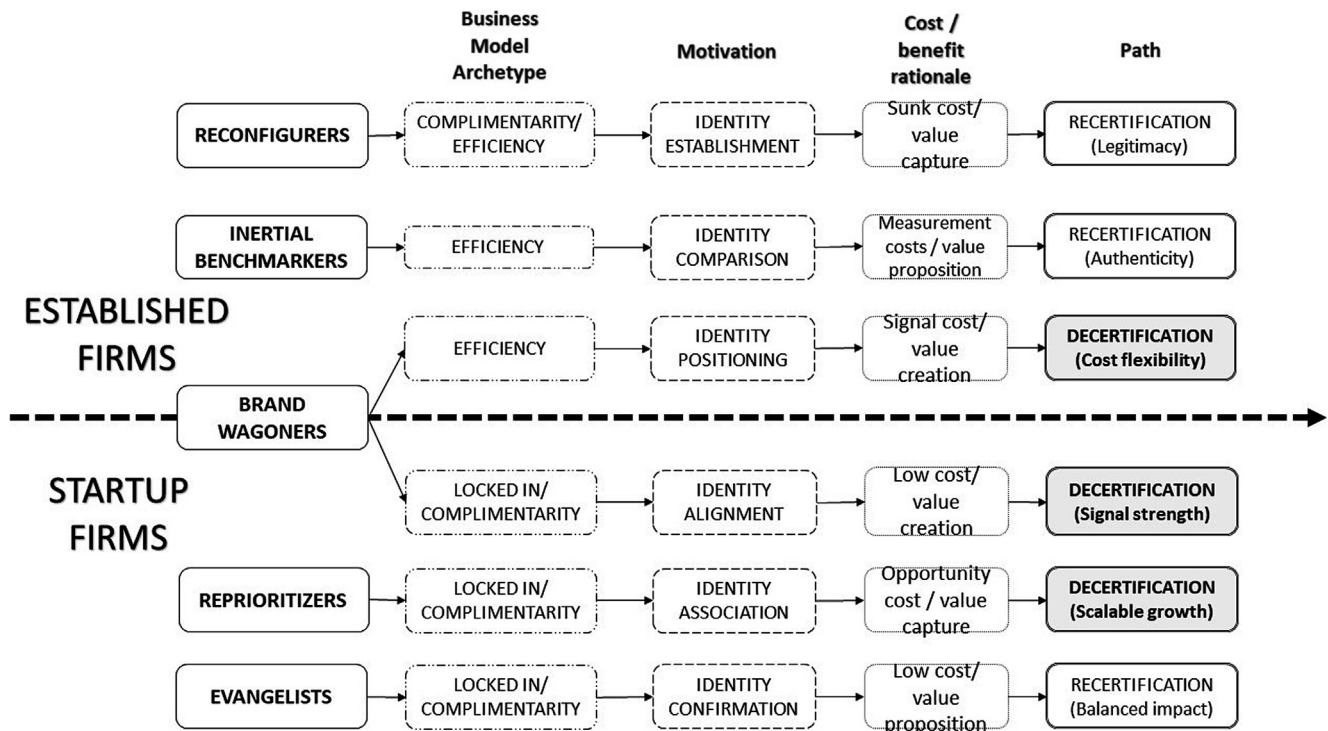 Business
Model
Archetype
Motivation
Cost /
benefit
rationale
Path
RECONFIGURERS
COMPLIMENTARITY/
EFFICIENCY
IDENTITY
ESTABLISHMENT
Sunk cost/
value
capture
RECERTIFICATION
(Legitimacy)
INERTIAL
BENCHMARKERS
EFFICIENCY
IDENTITY
COMPARISON
Measurement
costs / value
proposition
RECERTIFICATION
(Authenticity)
ESTABLISHED
FIRMS
EFFICIENCY
IDENTITY
POSITIONING
Signal cost/
value
creation
DECERTIFICATION
(Cost flexibility)
BRAND
WAGONERS
STARTUP
FIRMS
LOCKED IN/
COMPLIMENTARITY
IDENTITY
ALIGNMENT
Low cost/
value
creation
DECERTIFICATION
(Signal strength)
REPRIORITIZERS
LOCKED IN/
COMPLIMENTARITY
IDENTITY
ASSOCIATION
Opportunity
cost / value
capture
DECERTIFICATION
(Scalable growth)
EVANGELISTS
LOCKED IN/
COMPLIMENTARITY
IDENTITY
CONFIRMATION
Low cost/
value
proposition
RECERTIFICATION
(Balanced impact)